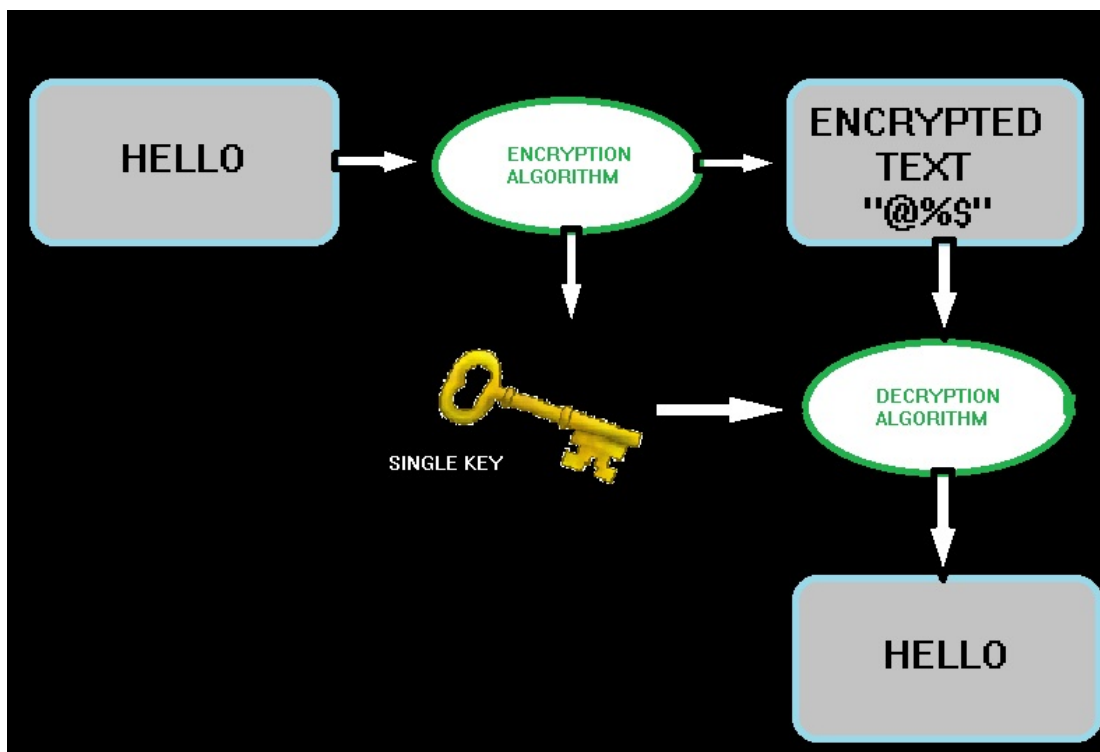 HELLO
ENCRYPTION
ALGORITHM
ENCRYPTED
TEXT
"@%$"
SINGLE KEY
DECRYPTION
ALGORITHM
HELLO